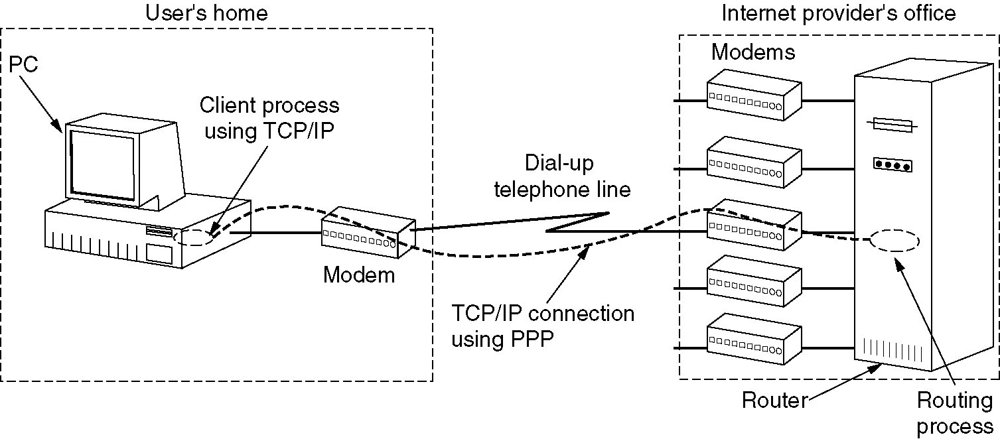 User's home
Internet provider's office
PC
Modems
Client process
using TCP/IP
Dial-up
telephone line
Modem
TCP/IP connection
using PPP
Router
Routing
process